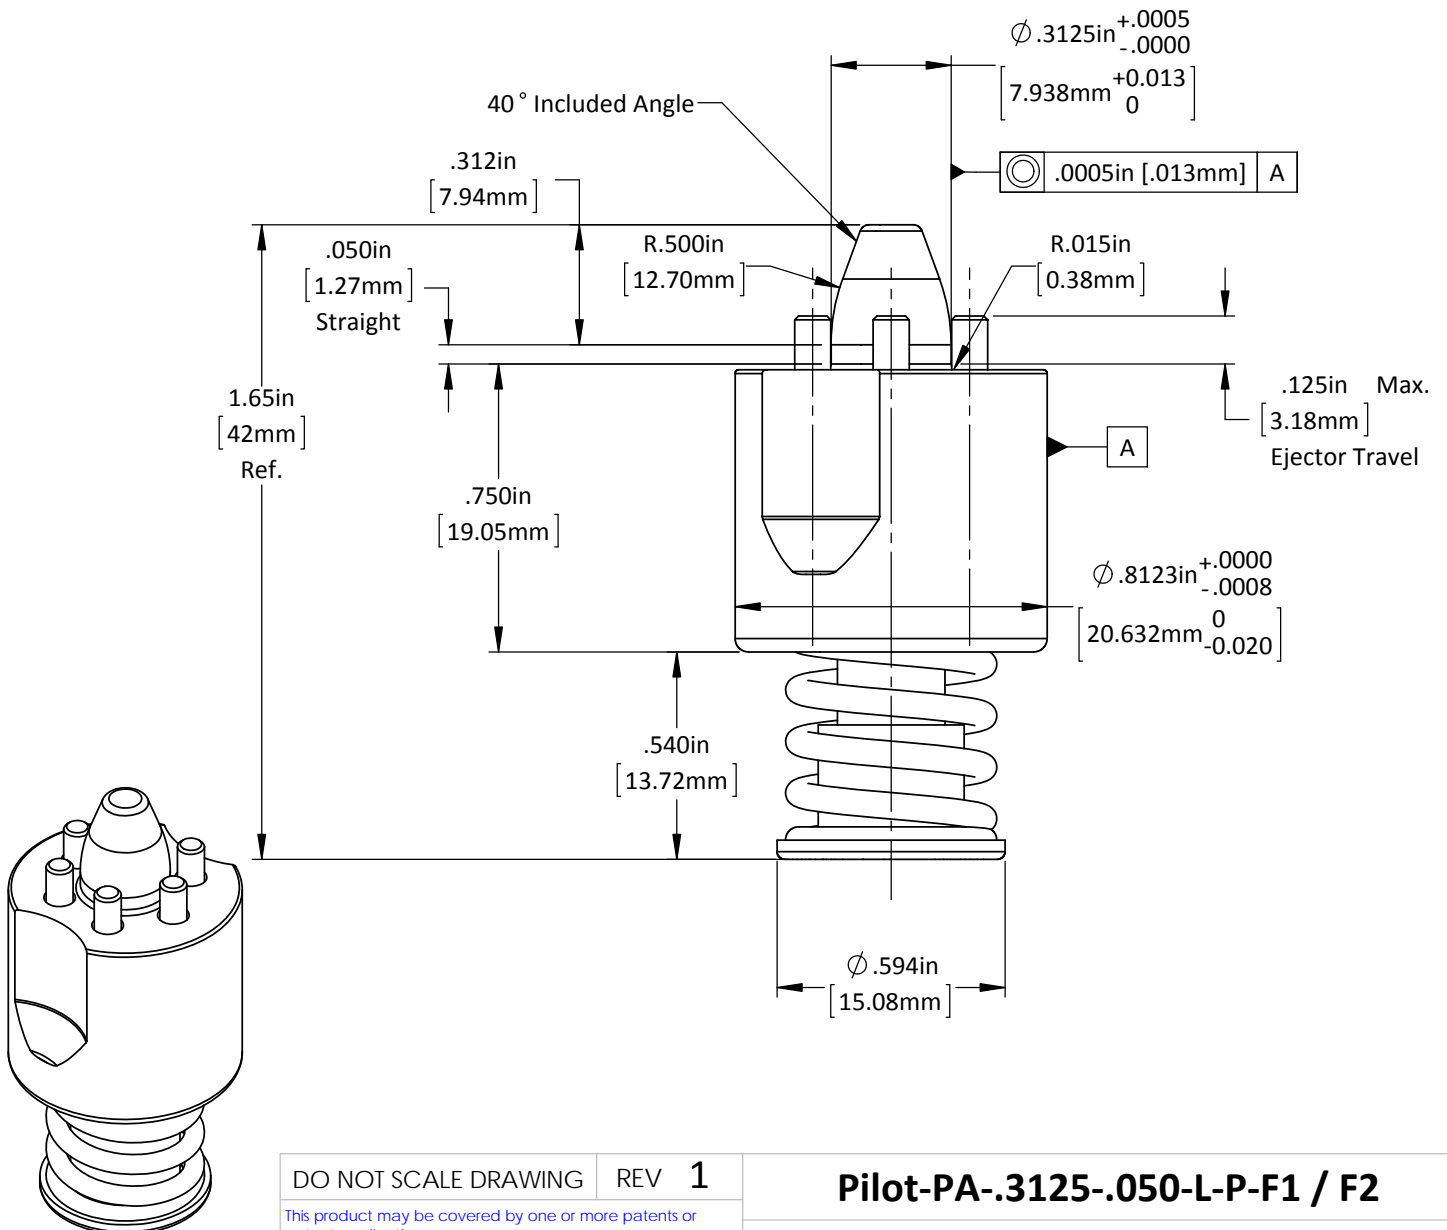 Ø.3125in +.0005
-.0000
[7.938mm +0.013
0]
40° Included Angle
.312in
[7.94mm]
◎ .0005in [.013mm] A
.050in
[1.27mm]
Straight
R.500in
[12.70mm]
R.015in
[0.38mm]
1.65in
[42mm]
Ref.
.125in Max.
[3.18mm]
Ejector Travel
A
.750in
[19.05mm]
Ø.8123in +.0000
-.0008
[20.632mm 0
-0.020]
.540in
[13.72mm]
Ø.594in
[15.08mm]
DO NOT SCALE DRAWING REV 1
Pilot-PA-.3125-.050-L-P-F1 / F2
This product may be covered by one or more patents or